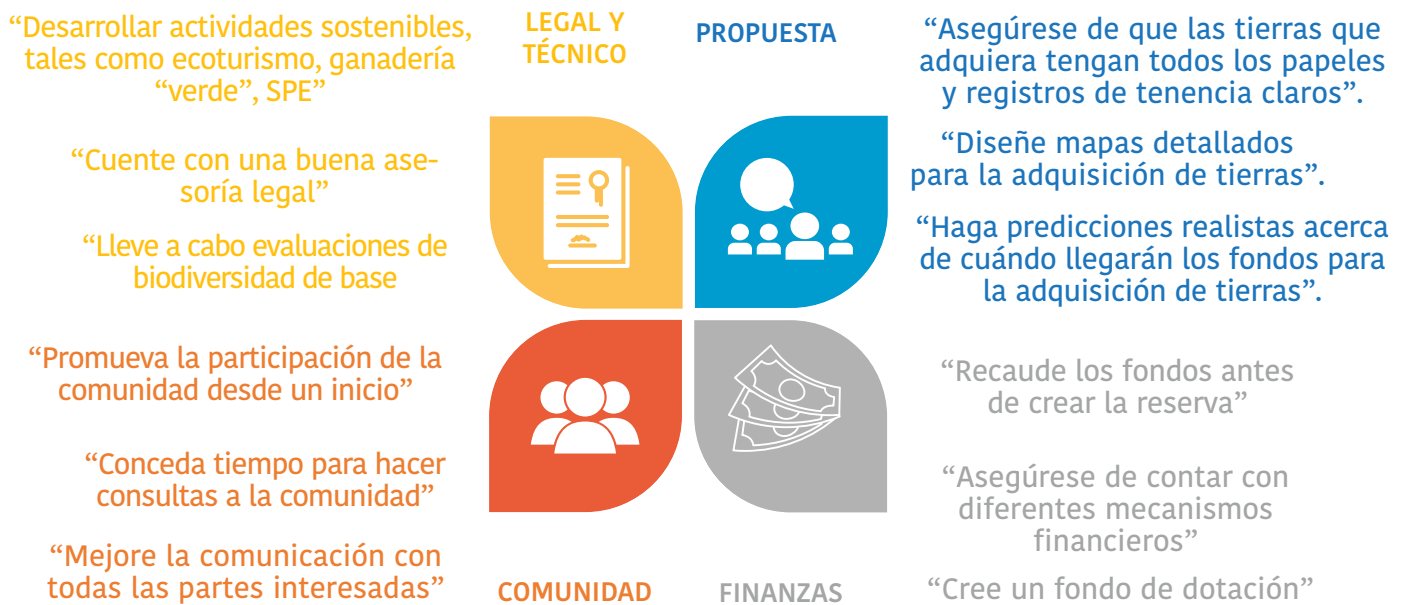 “Desarrollar actividades sostenibles,
tales como ecoturismo, ganadería
“verde”, SPE”
“Cuente con una buena ase-
soría legal”
“Lleve a cabo evaluaciones de
biodiversidad de base
LEGAL Y
TÉCNICO
PROPUESTA
“Asegúrese de que las tierras que
adquiera tengan todos los papeles
y registros de tenencia claros”.
“Diseñe mapas detallados
para la adquisición de tierras”.
“Haga predicciones realistas acerca
de cuándo llegarán los fondos para
la adquisición de tierras”.
“Promueva la participación de la
comunidad desde un inicio”
“Conceda tiempo para hacer
consultas a la comunidad”
“Mejore la comunicación con
todas las partes interesadas”
COMUNIDAD
FINANZAS
“Recaude los fondos antes
de crear la reserva”
“Asegúrese de contar con
diferentes mecanismos
financieros”
“Cree un fondo de dotación”